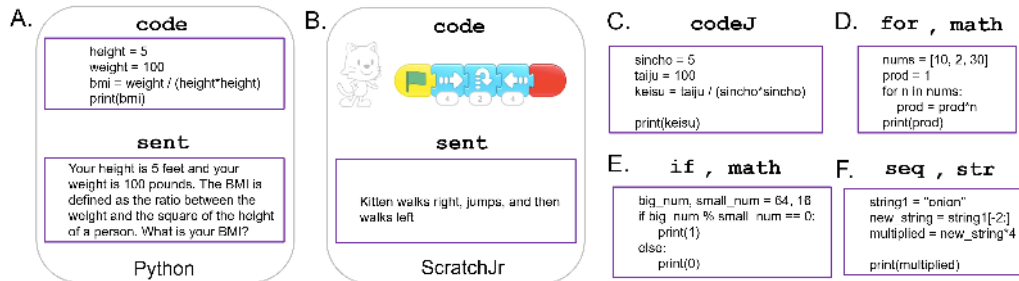 A.
code
height = 5
weight = 100
bmi = weight / (height*height)
print(bmi)
sent
Your height is 5 feet and your
weight is 100 pounds. The BMI is
defined as the ratio between the
weight and the square of the height
of a person. What is your BMI?
Python
B.
code
4
2
4
sent
Kitten walks right, jumps, and then
walks left
ScratchJr
C.
codeJ
sincho = 5
taiju = 100
keisu = taiju / (sincho*sincho)
print(keisu)
D.
for , math
nums = [10, 2, 30]
prod = 1
for n in nums:
prod = prod*n
print(prod)
E.
if , math
big_num, small_num = 64, 16
if big_num % small_num == 0:
print(1)
else:
print(0)
F.
seq , str
string1 = "onion"
new_string = string1[-2:]
multiplied = new_string*4
print(multiplied)